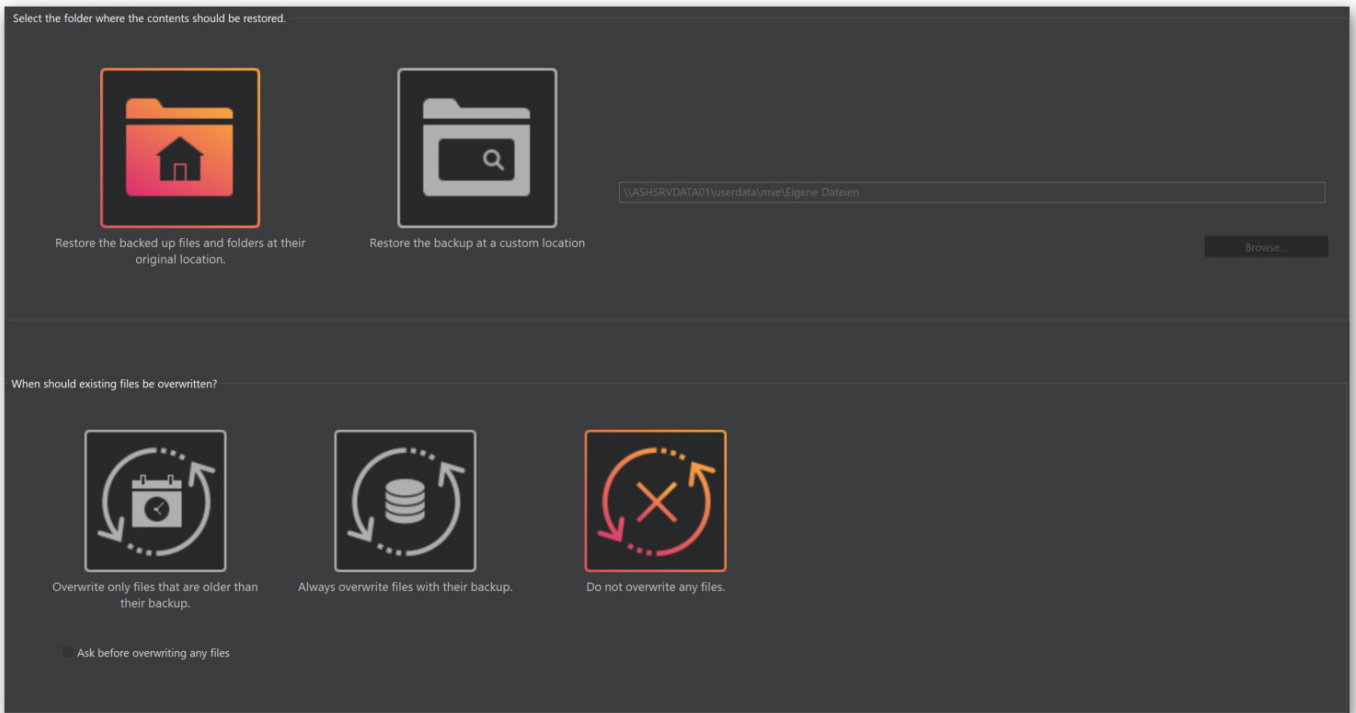 Select the folder where the contents should be restored.
\\ASHSRVDATA01\userdata\mve\Eigene Dateien
Restore the backed up files and folders at their
original location.
Restore the backup at a custom location
Browse...
When should existing files be overwritten?
Overwrite only files that are older than
their backup.
Always overwrite files with their backup.
Do not overwrite any files.
Ask before overwriting any files